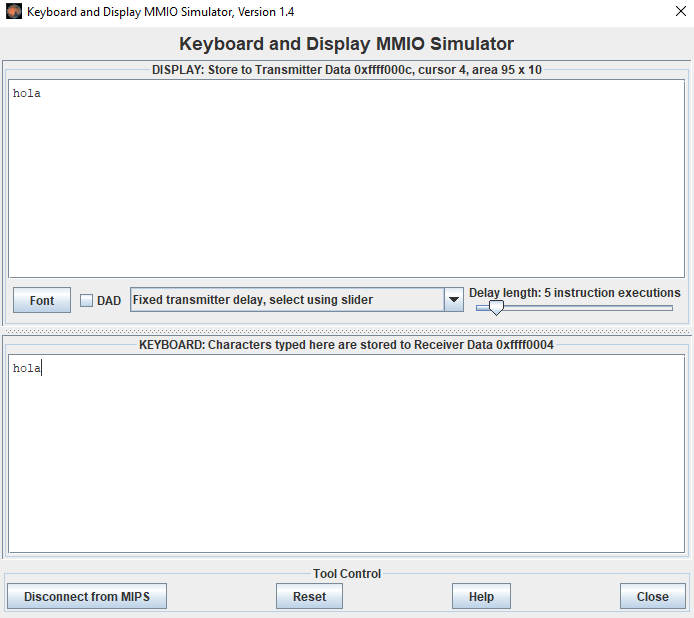 Keyboard and Display MMIO Simulator, Version 1.4
Keyboard and Display MMIO Simulator
DISPLAY: Store to Transmitter Data 0xffff000c, cursor 4, area 95 x 10
hola
Font
DAD
Fixed transmitter delay, select using slider
Delay length: 5 instruction executions
KEYBOARD: Characters typed here are stored to Receiver Data 0xffff0004
hola
Tool Control
Disconnect from MIPS
Reset
Help
Close